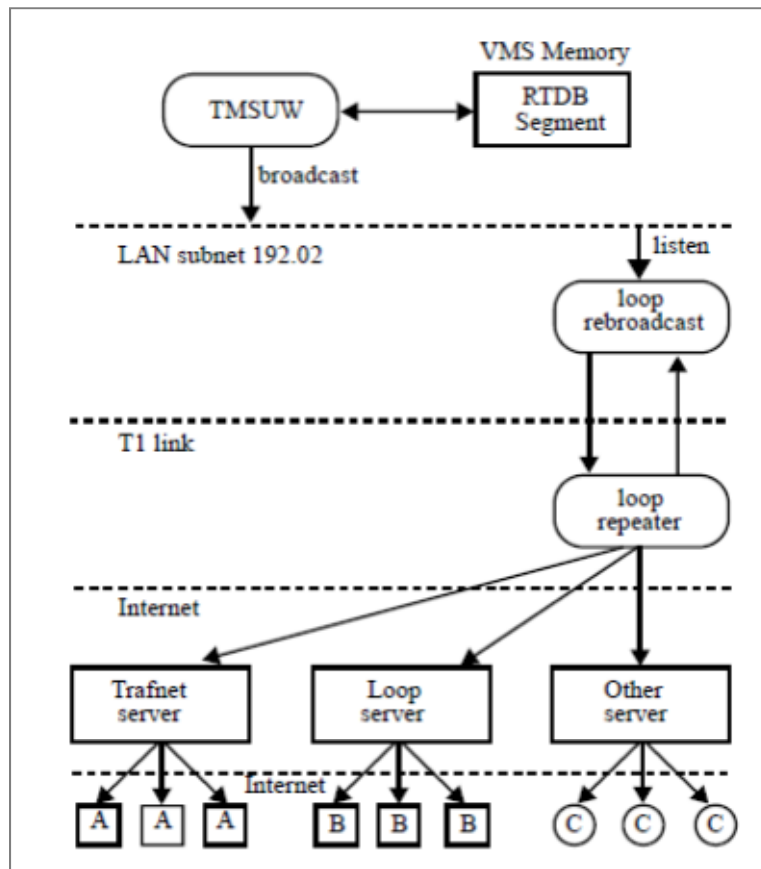 VMS Memory
TMSUW
RTDB
Segment
broadcast
LAN subnet 192.02
listen
loop
rebroadcast
T1 link
loop
repeater
Internet
Trafnet
server
Loop
server
Other
server
Internet
A
A
A
B
B
B
C
C
C